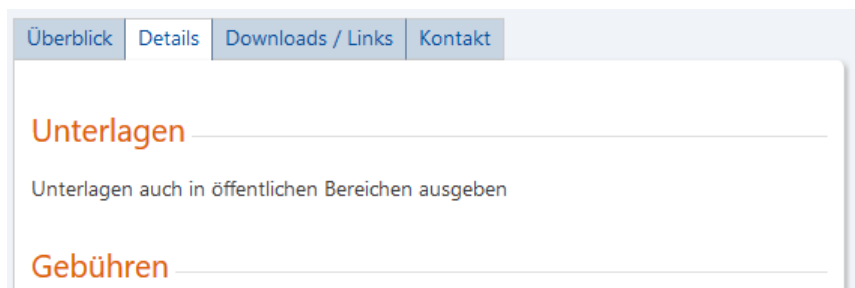 Überblick Details Downloads / Links Kontakt
Unterlagen
Unterlagen auch in öffentlichen Bereichen ausgeben
Gebühren